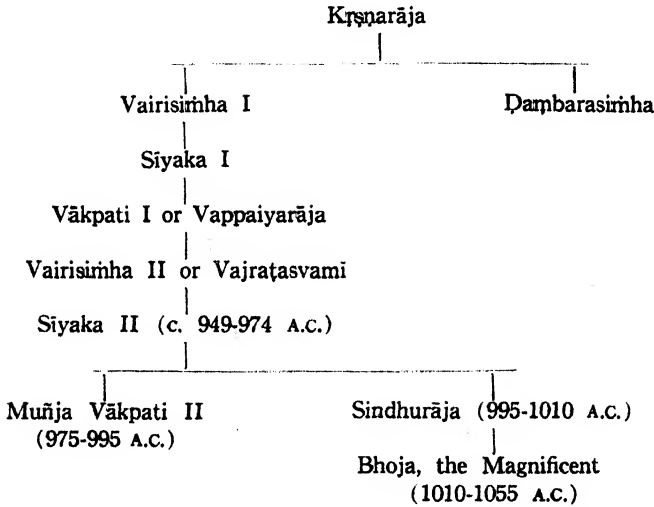 Kṛṣṇarāja
Vairisiṁha I Ḍaṃbarasiṁha
Sīyaka I
Vākpati I or Vappaiyarāja
Vairisiṁha II or Vajraṭasvamī
Sīyaka II (c. 949-974 A.C.)
Muñja Vākpati II Sindhurāja (995-1010 A.C.)
(975-995 A.C.)
Bhoja, the Magnificent
(1010-1055 A.C.)